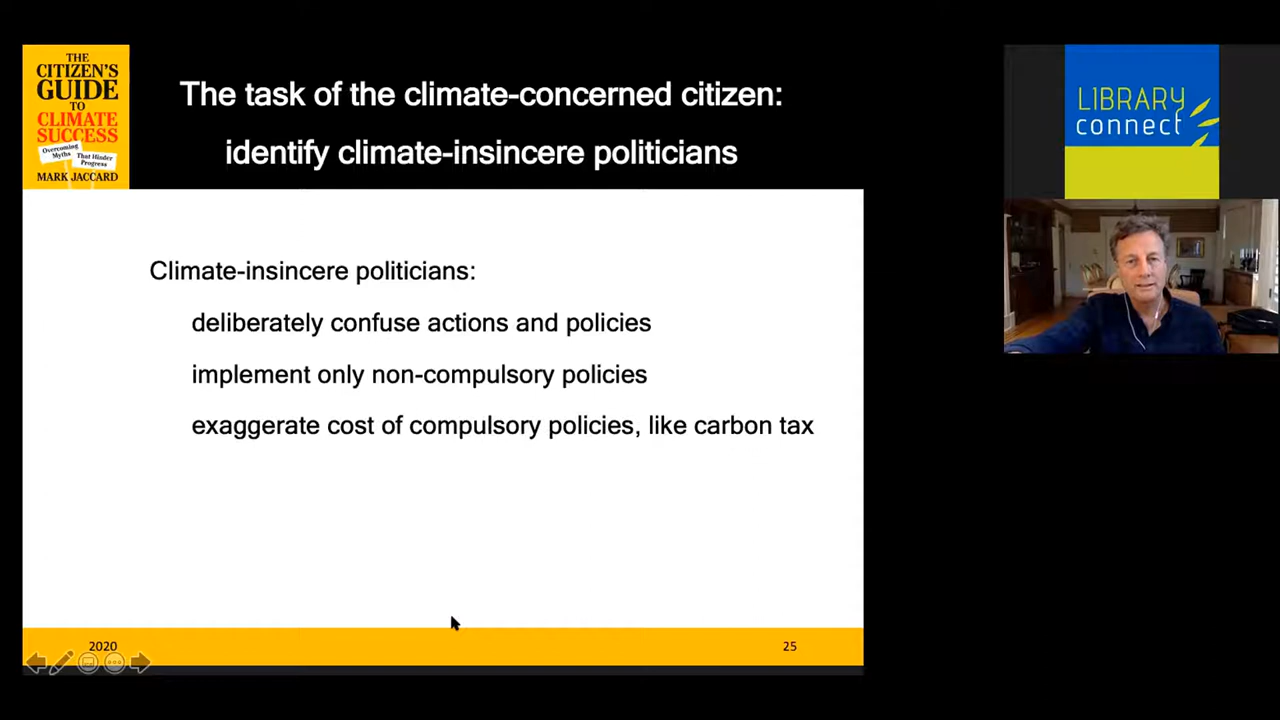 THE
CITIZEN'S
GUIDE
TO
CLIMATE
SUCCESS
Overcoming
Myths
That Hinder
Progress
MARK JACCARD
The task of the climate-concerned citizen:
identify climate-insincere politicians
LIBRARY
connect
Climate-insincere politicians:
deliberately confuse actions and policies
implement only non-compulsory policies
exaggerate cost of compulsory policies, like carbon tax
2020
25